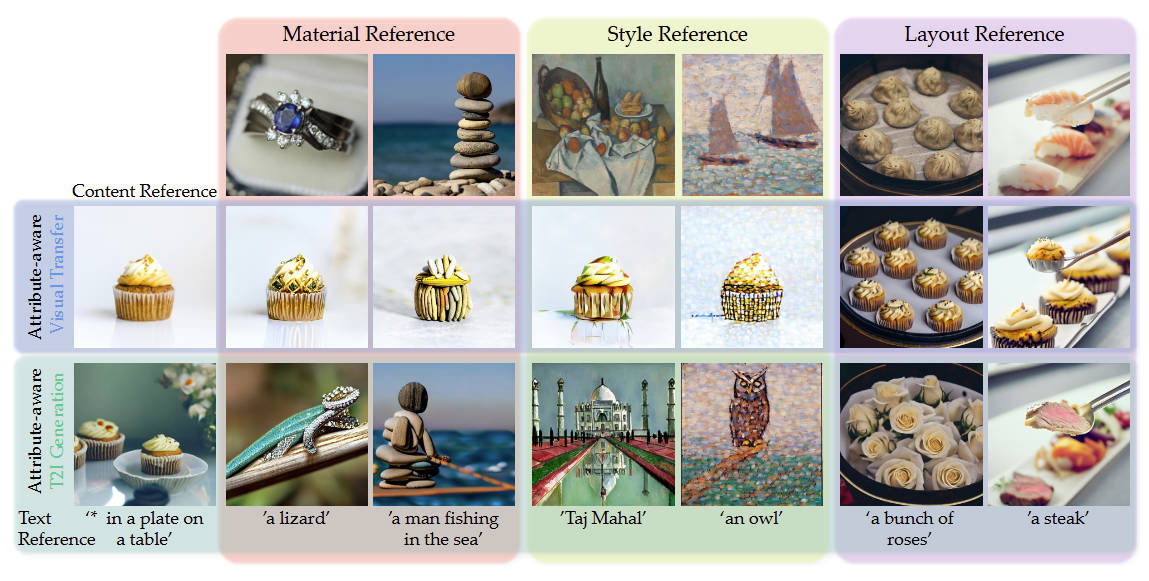 Material Reference
Style Reference
Layout Reference
Content Reference
Attribute-aware
Visual Transfer
Attribute-aware
T2I Generation
Text
Reference
‘* in a plate on
a table’
’a lizard’
’a man fishing
in the sea’
’Taj Mahal’
‘an owl’
‘a bunch of
roses’
’a steak’